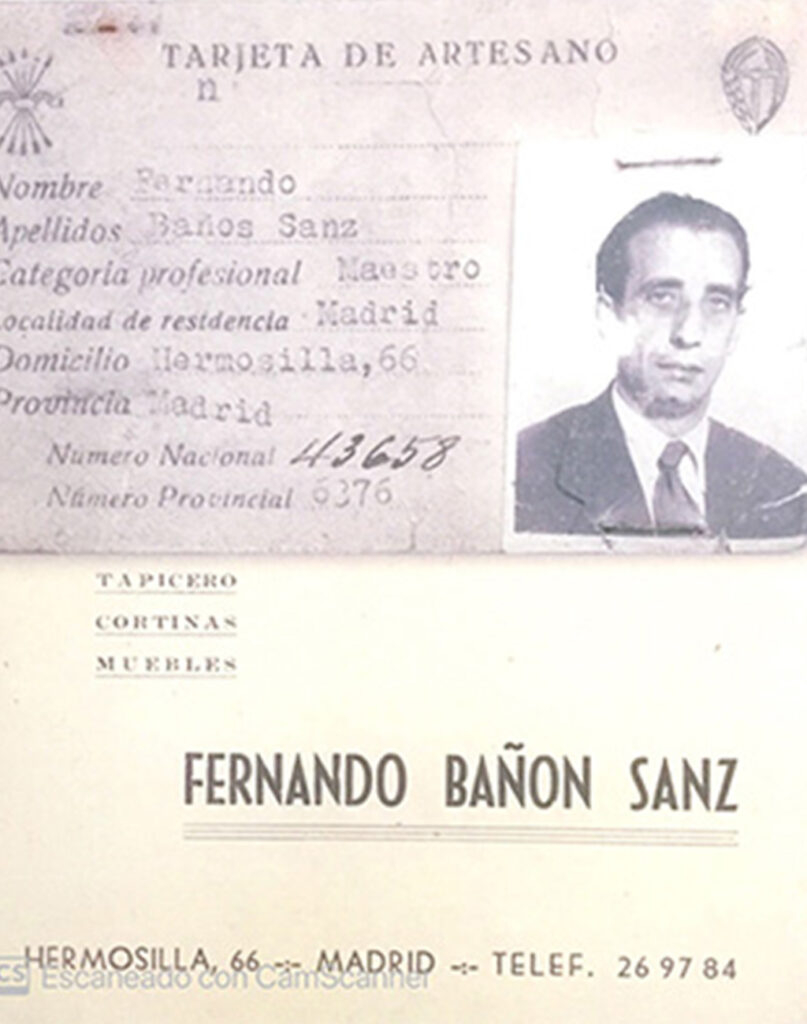 TARJETA DE ARTESANO
n
Nombre Fernando
Apellidos Baños Sanz
Categoría profesional Maestro
Localidad de residencia Madrid
Domicilio Hermosilla, 66
Provincia Madrid
Numero Nacional 43658
Número Provincial 6376
TAPICERO
CORTINAS
MUEBLES
FERNANDO BAÑON SANZ
HERMOSILLA, 66 -:- MADRID -:- TELEF. 26 97 84
CS Escaneado con CamScanner